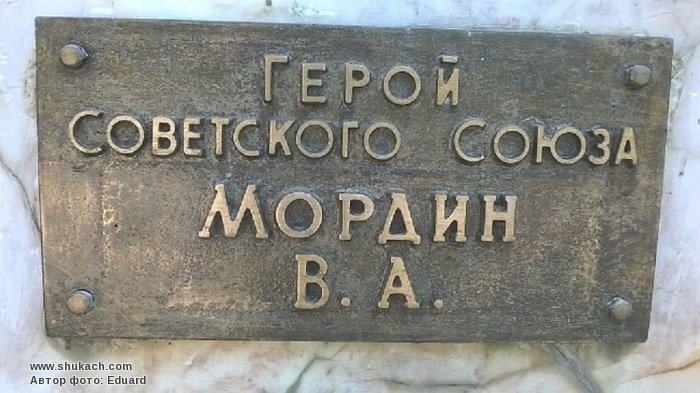 ГЕРОЙ
СОВЕТСКОГО СОЮЗА
МОРДИН
В. А.
www.shukach.com
Автор фото: Eduard